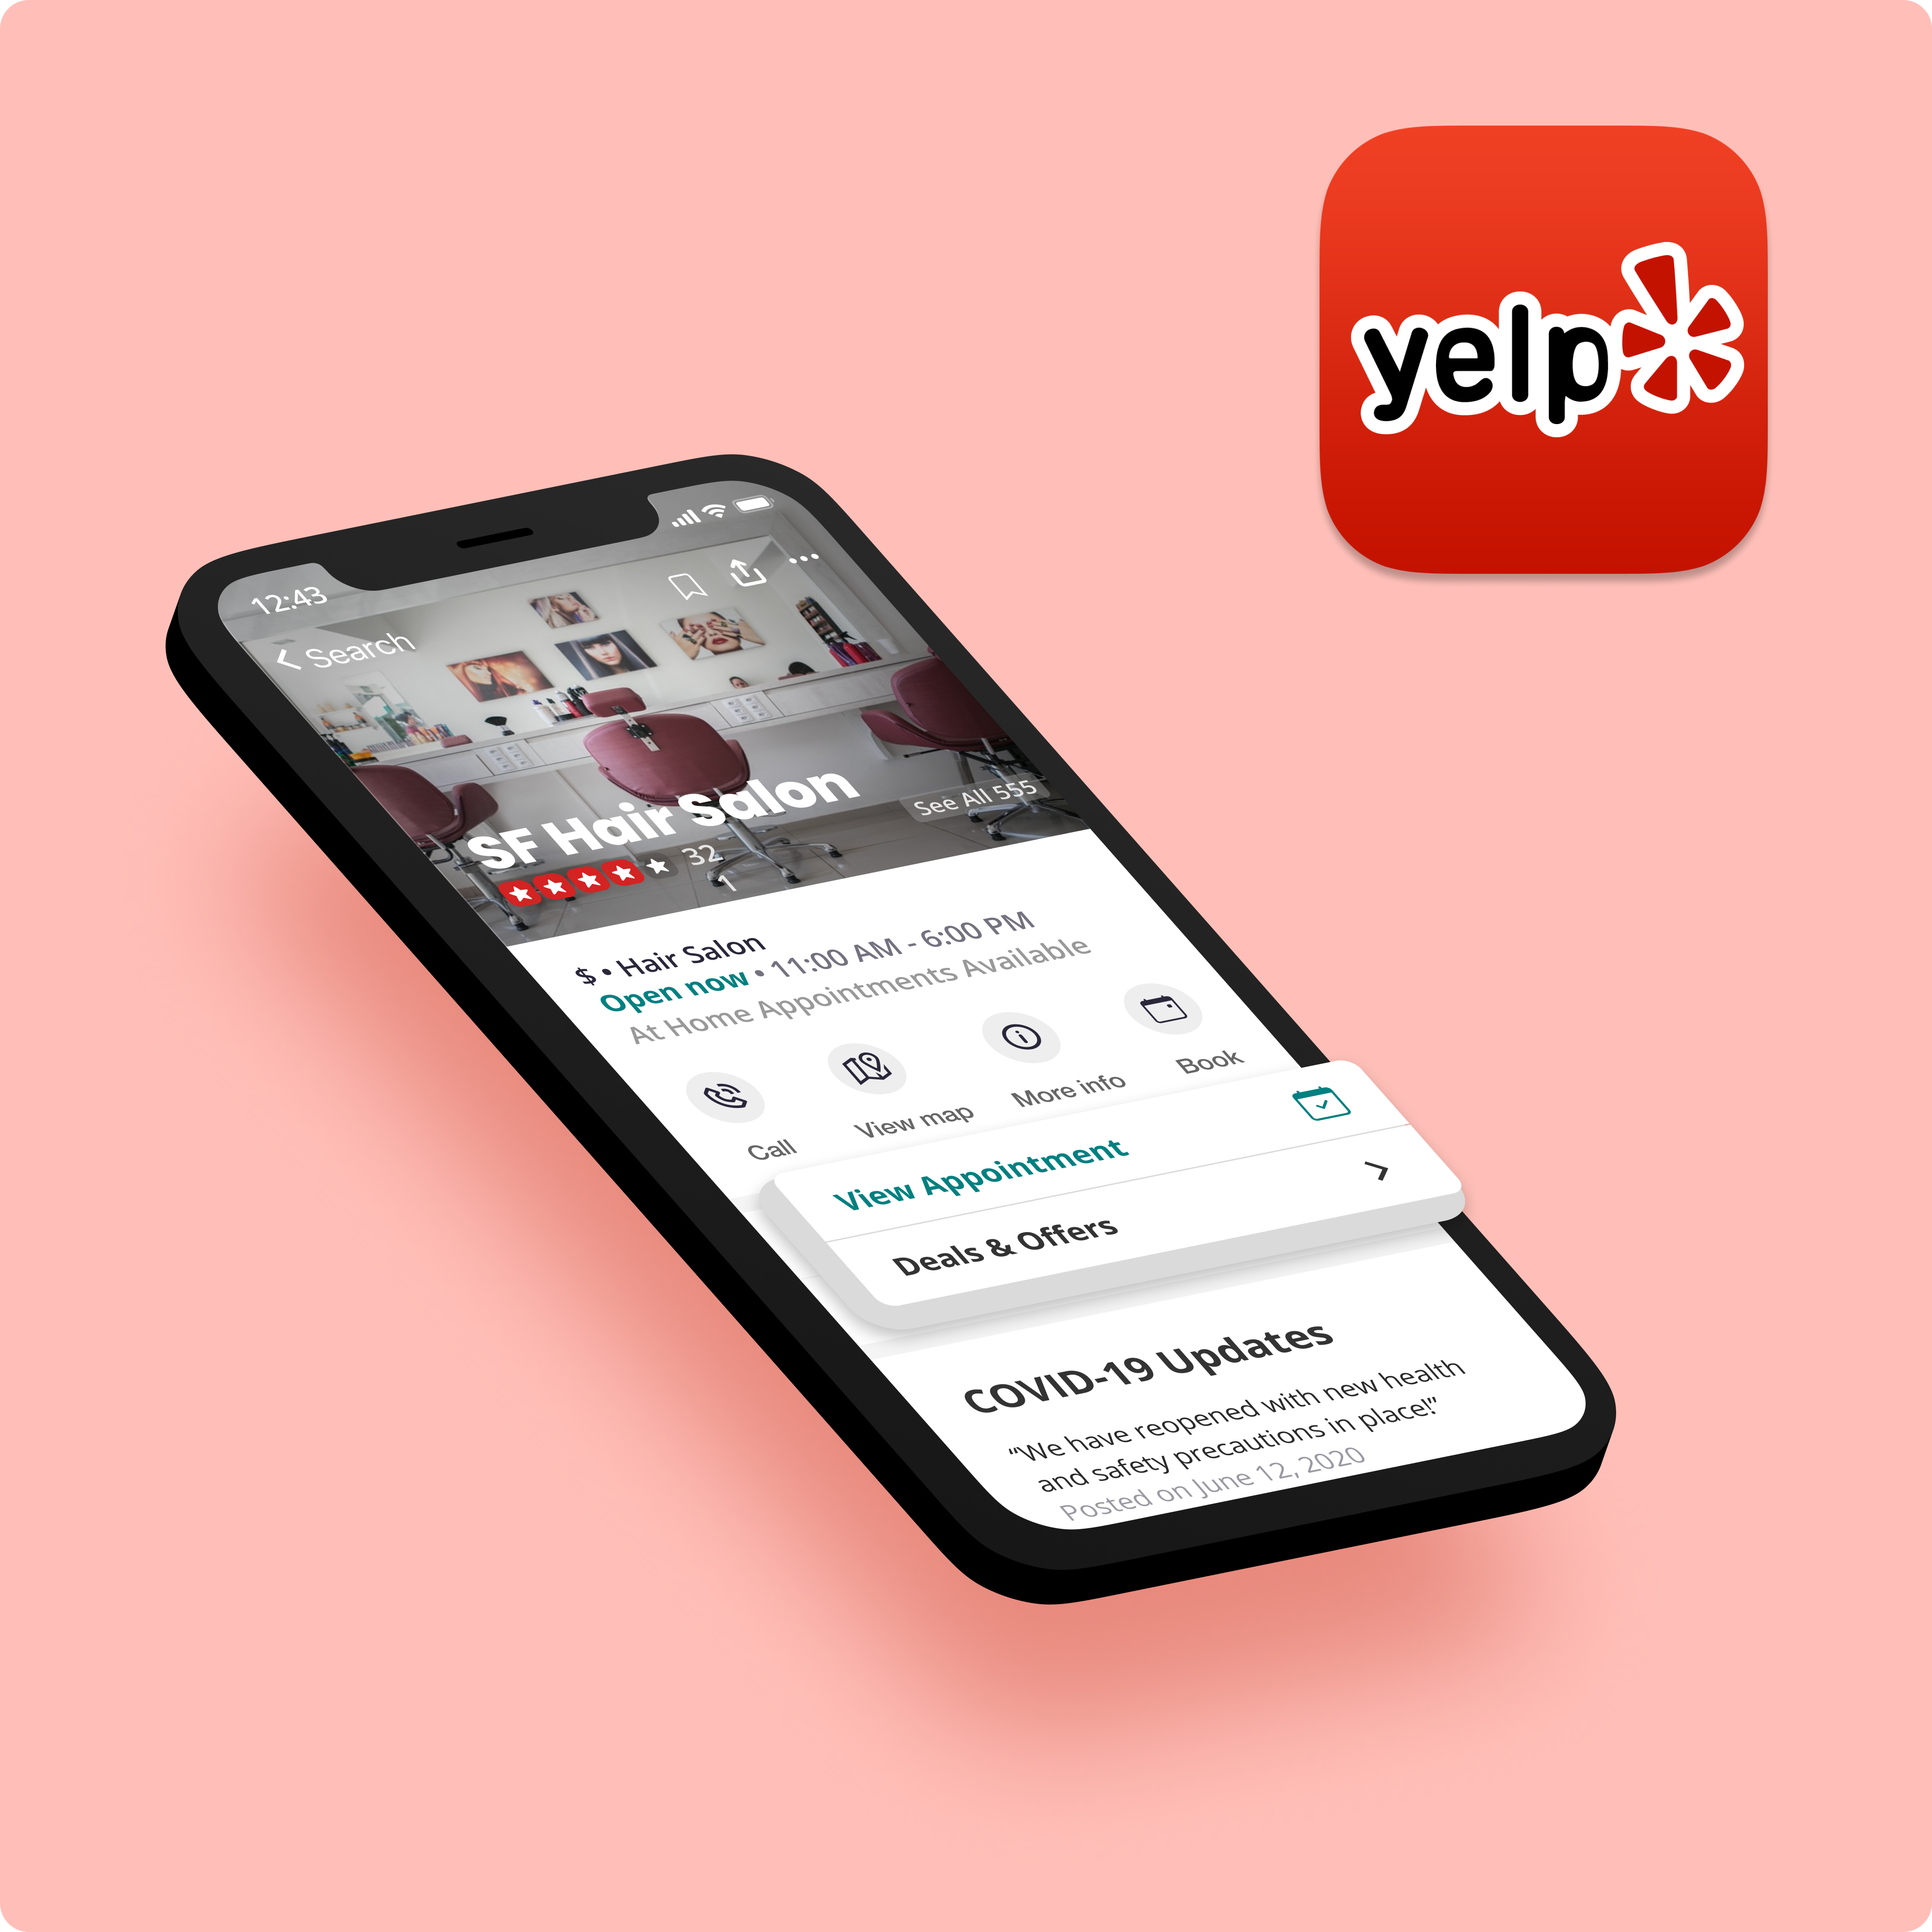 yelp
12:43
Search
SF Hair Salon
See All 555
32
1
$ • Hair Salon
Open now • 11:00 AM - 6:00 PM
At Home Appointments Available
Call
View map
More info
Book
View Appointment
Deals & Offers
COVID-19 Updates
“We have reopened with new health
and safety precautions in place!”
Posted on June 12, 2020